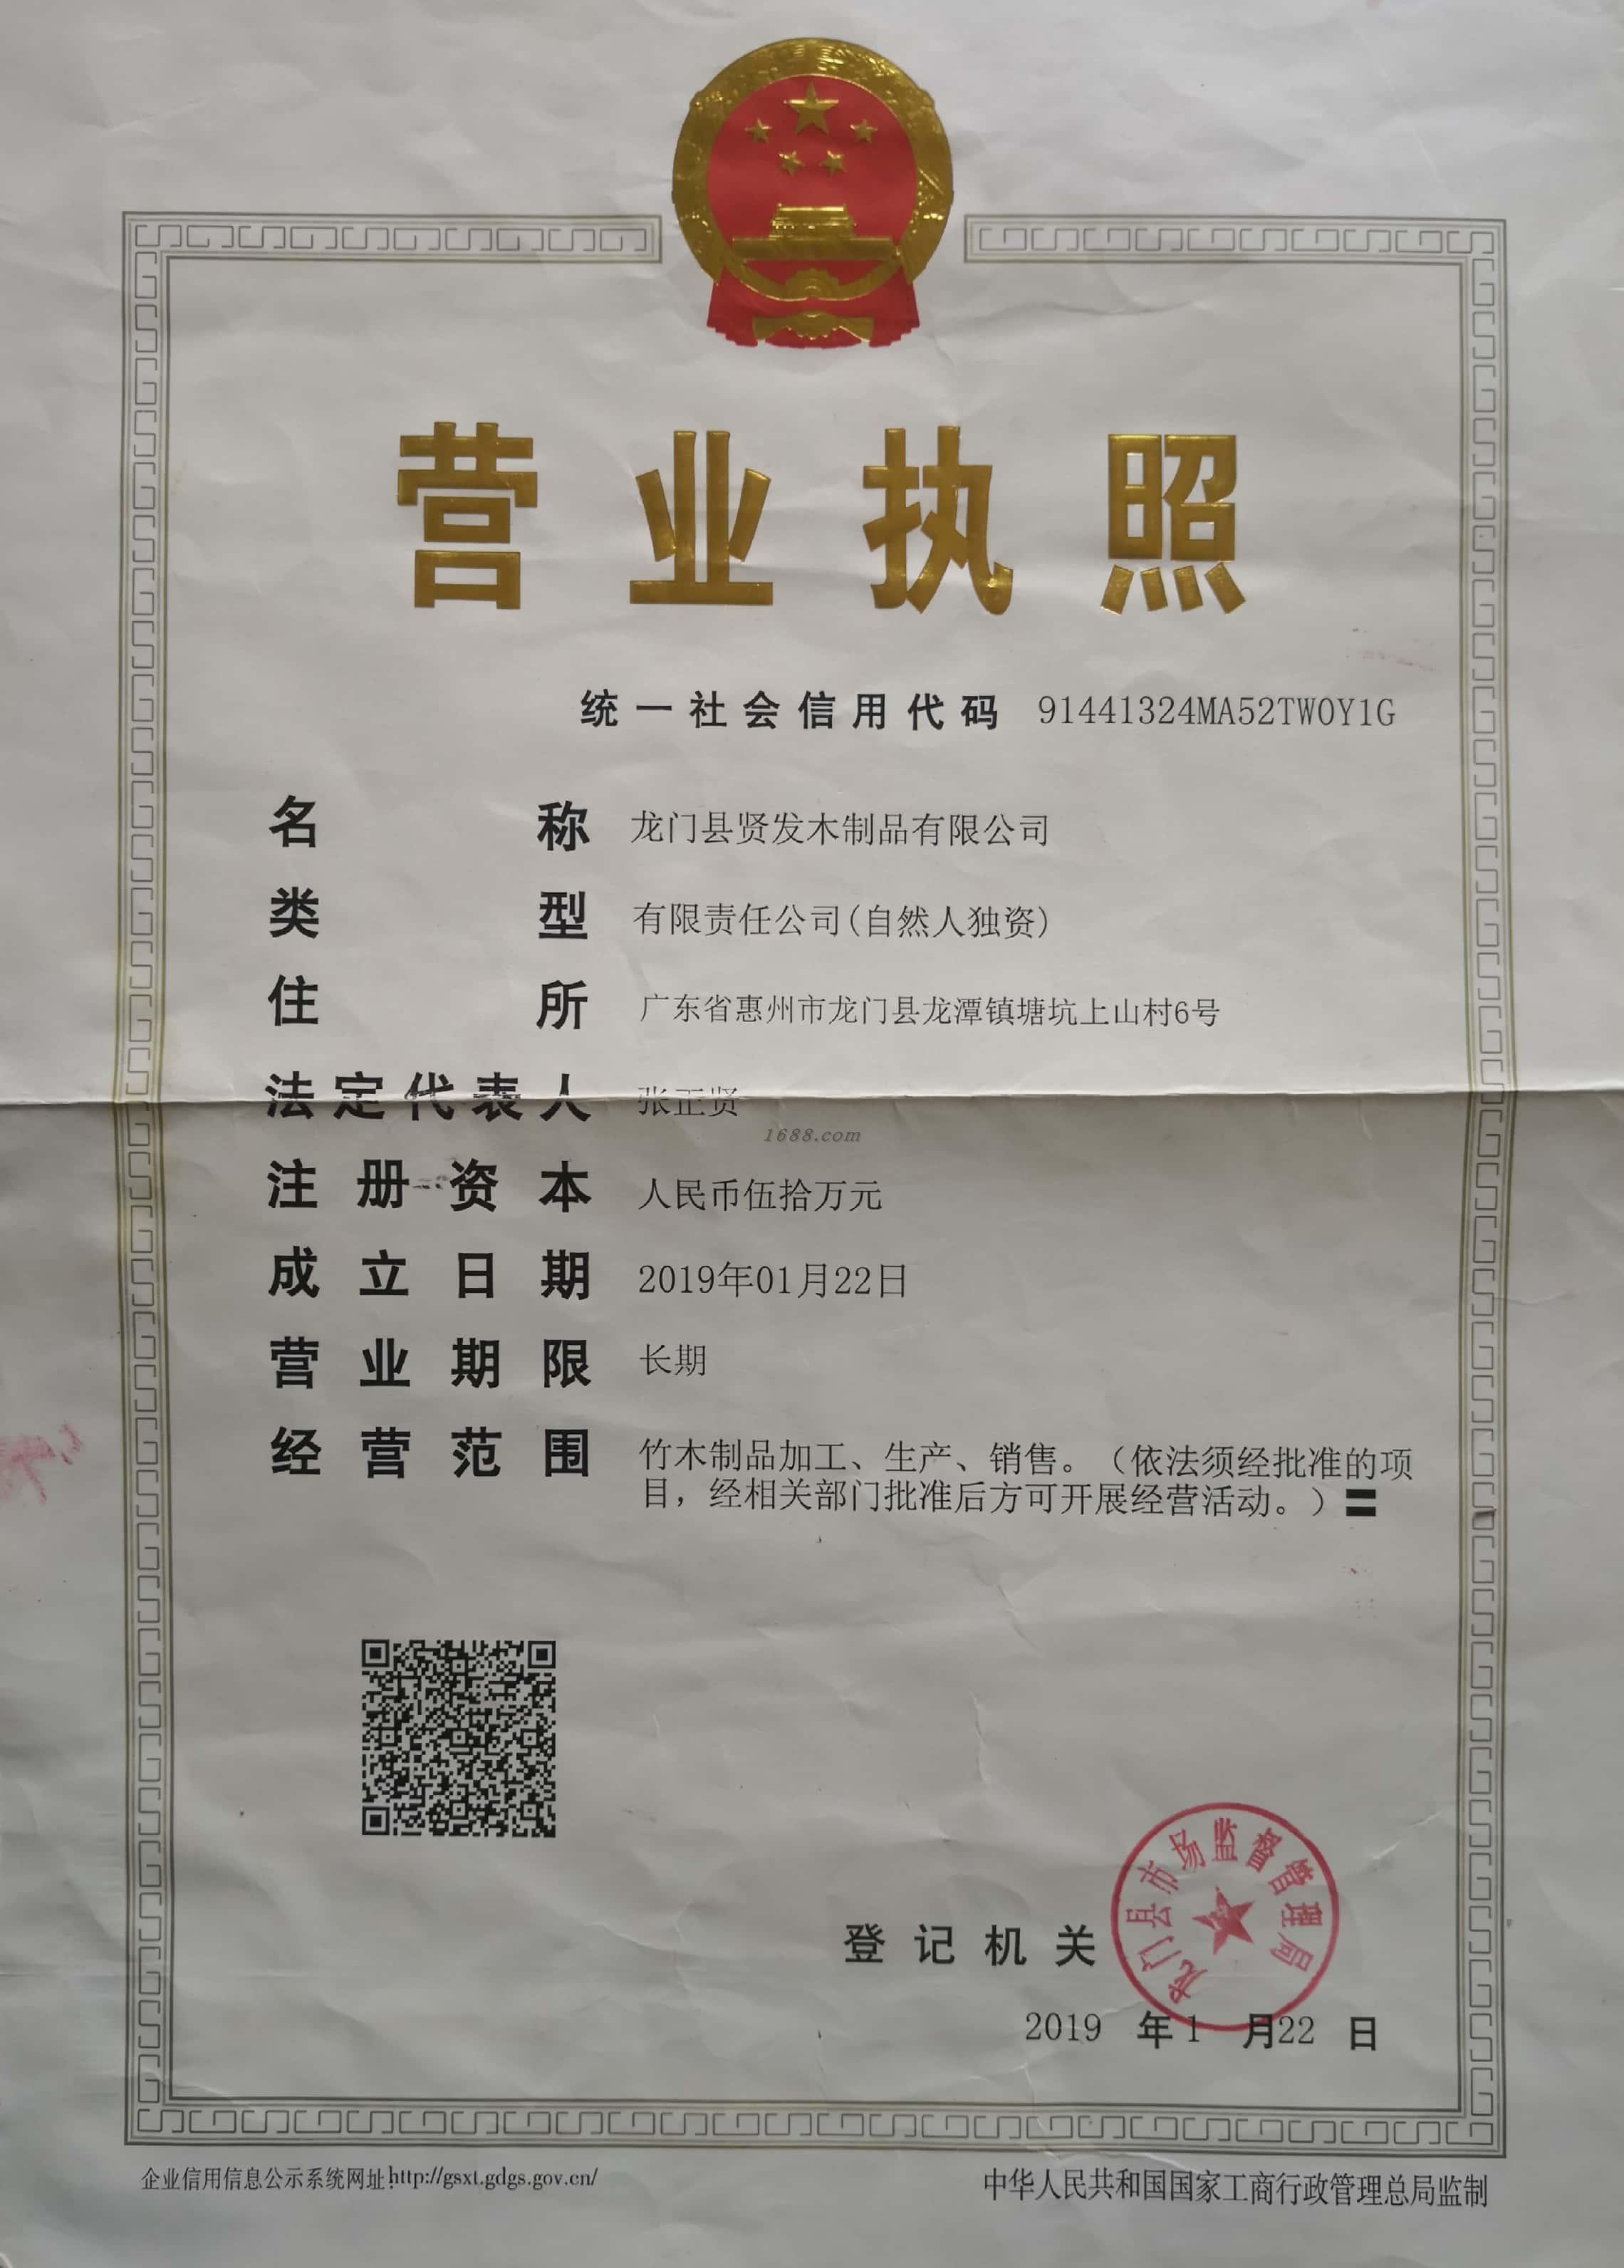 营业执照
统一社会信用代码 91441324MA52TW0Y1G
名称 龙门县贤发木制品有限公司
类型 有限责任公司(自然人独资)
住所 广东省惠州市龙门县龙潭镇塘坑上山村6号
法定代表人 张正贤
1688.com
注册资本 人民币伍拾万元
成立日期 2019年01月22日
营业期限 长期
经营范围 竹木制品加工、生产、销售。（依法须经批准的项
目，经相关部门批准后方可开展经营活动。）〓
龙门县市场监督管理局
登记机关
2019 年 1 月 22 日
企业信用信息公示系统网址:http://gsxt.gdgs.gov.cn/
中华人民共和国国家工商行政管理总局监制